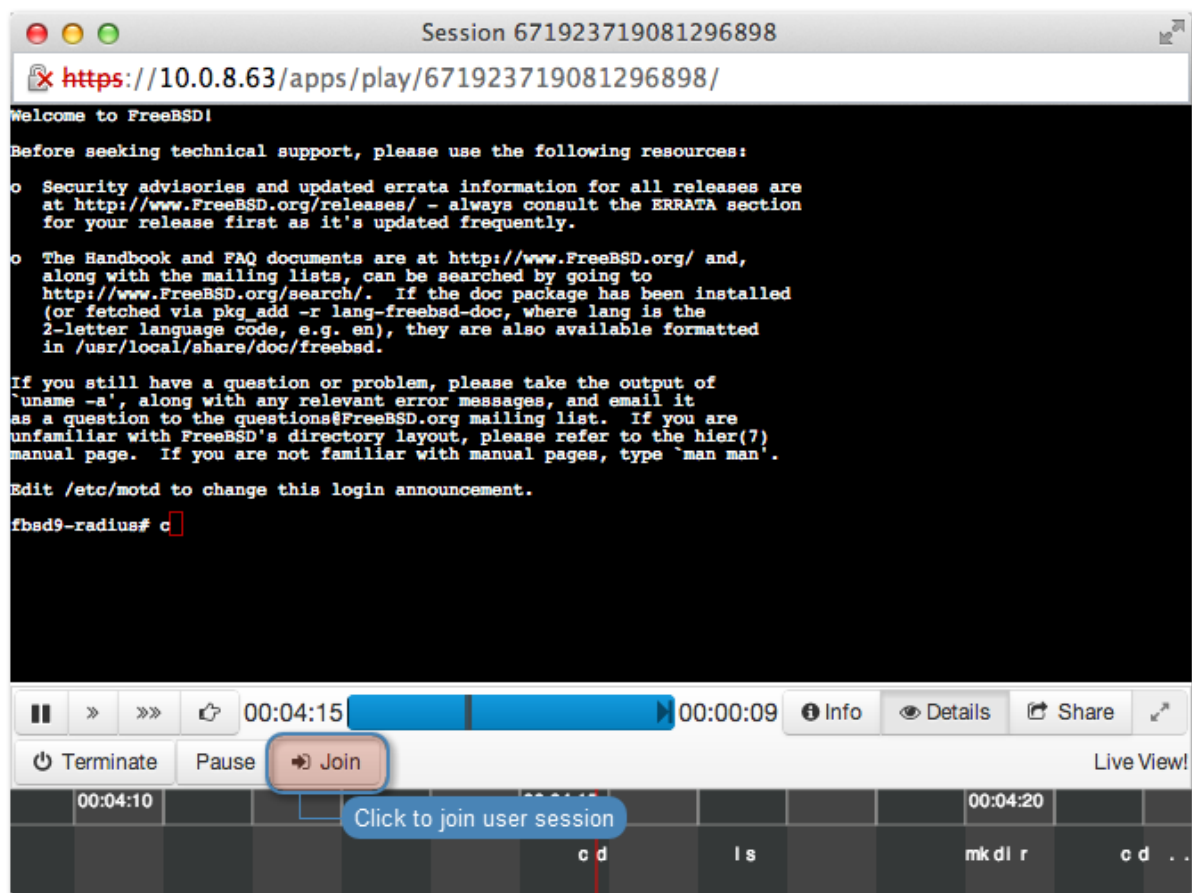 Session 671923719081296898
https://10.0.8.63/apps/play/671923719081296898/
Welcome to FreeBSD!
Before seeking technical support, please use the following resources:
o  Security advisories and updated errata information for all releases are
at http://www.FreeBSD.org/releases/ - always consult the ERRATA section
for your release first as it's updated frequently.
o  The Handbook and FAQ documents are at http://www.FreeBSD.org/ and,
along with the mailing lists, can be searched by going to
http://www.FreeBSD.org/search/.  If the doc package has been installed
(or fetched via pkg_add -r lang-freebsd-doc, where lang is the
2-letter language code, e.g. en), they are also available formatted
in /usr/local/share/doc/freebsd.
If you still have a question or problem, please take the output of
`uname -a', along with any relevant error messages, and email it
as a question to the questions@FreeBSD.org mailing list.  If you are
unfamiliar with FreeBSD's directory layout, please refer to the hier(7)
manual page.  If you are not familiar with manual pages, type `man man'.
Edit /etc/motd to change this login announcement.
fbsd9-radius# c
00:04:15 00:00:09 Info Details Share
Terminate Pause Join Live View!
00:04:10 00:04:20
Click to join user session
cd ls mkdir cd ..